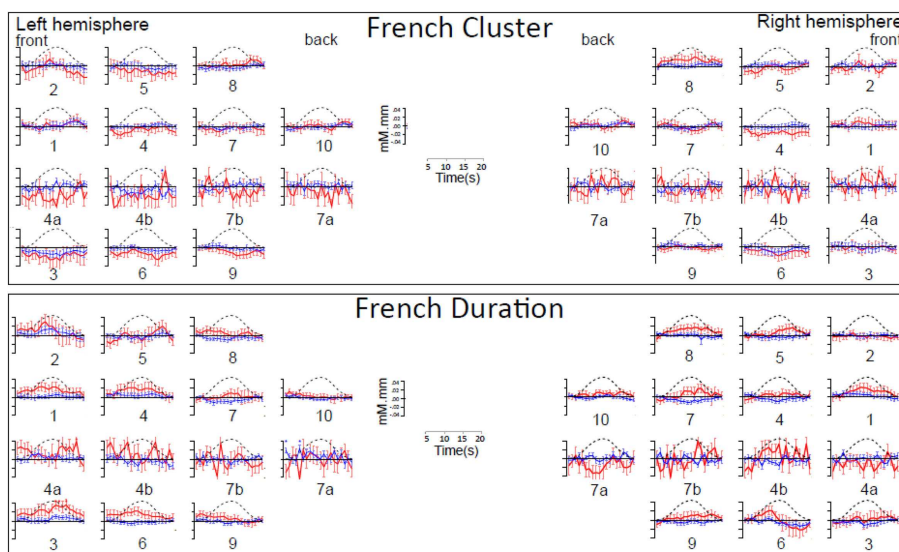 French Cluster
Left hemisphere
front
back
Right hemisphere
back
front
2 5 8
8 5 2
1 4 7 10
10 7 4 1
mM.mm
.04
.02
.00
-.02
-.04
5 10 15 20
Time(s)
4a 4b 7b 7a
7a 7b 4b 4a
3 6 9
9 6 3
French Duration
2 5 8
8 5 2
1 4 7 10
10 7 4 1
mM.mm
.04
.02
.00
-.02
-.04
5 10 15 20
Time(s)
4a 4b 7b 7a
7a 7b 4b 4a
3 6 9
9 6 3